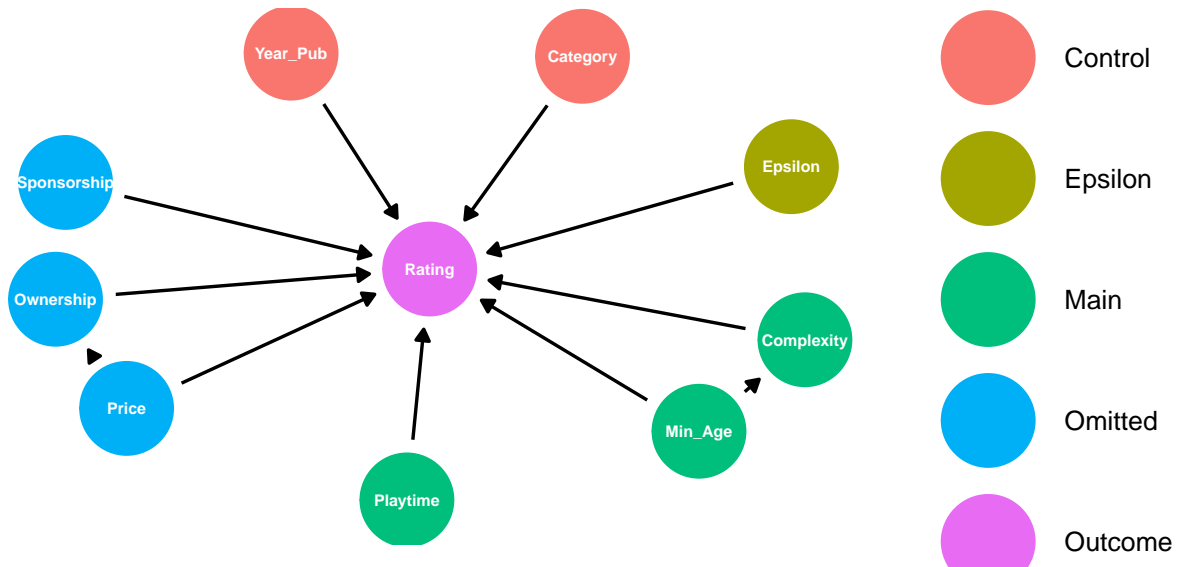 Year_Pub
Category
Epsilon
Sponsorship
Rating
Ownership
Complexity
Price
Min_Age
Playtime
Control
Epsilon
Main
Omitted
Outcome